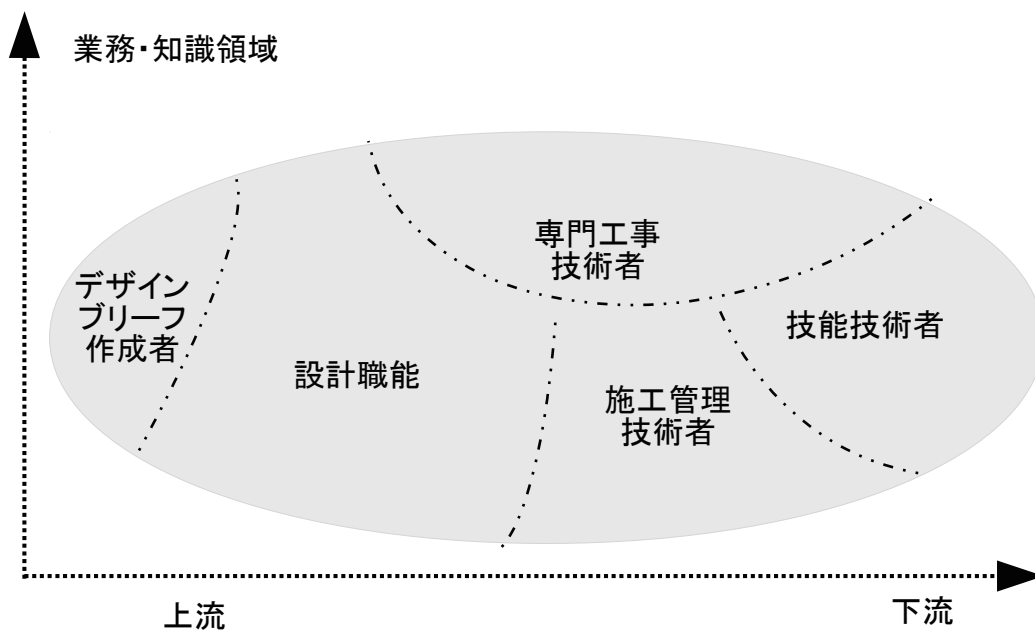 業務・知識領域
専門工事
技術者
デザイン
ブリーフ
作成者
技能技術者
設計職能
施工管理
技術者
上流
下流